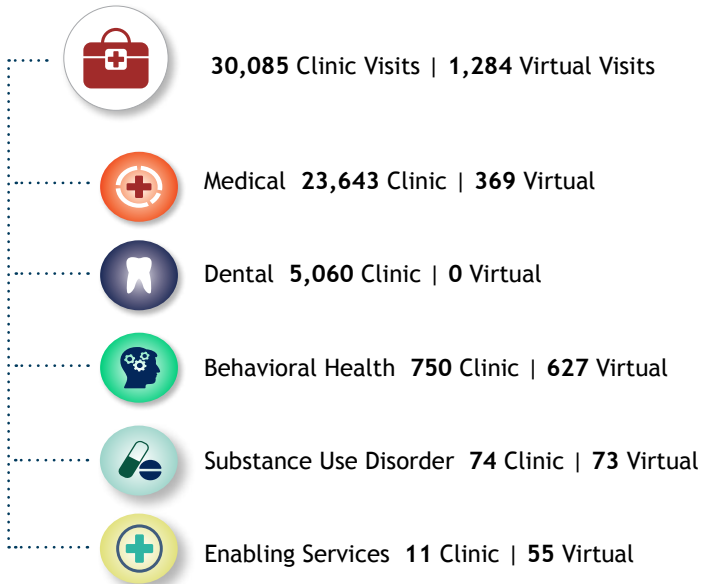 30,085 Clinic Visits | 1,284 Virtual Visits
Medical 23,643 Clinic | 369 Virtual
Dental 5,060 Clinic | 0 Virtual
Behavioral Health 750 Clinic | 627 Virtual
Substance Use Disorder 74 Clinic | 73 Virtual
Enabling Services 11 Clinic | 55 Virtual